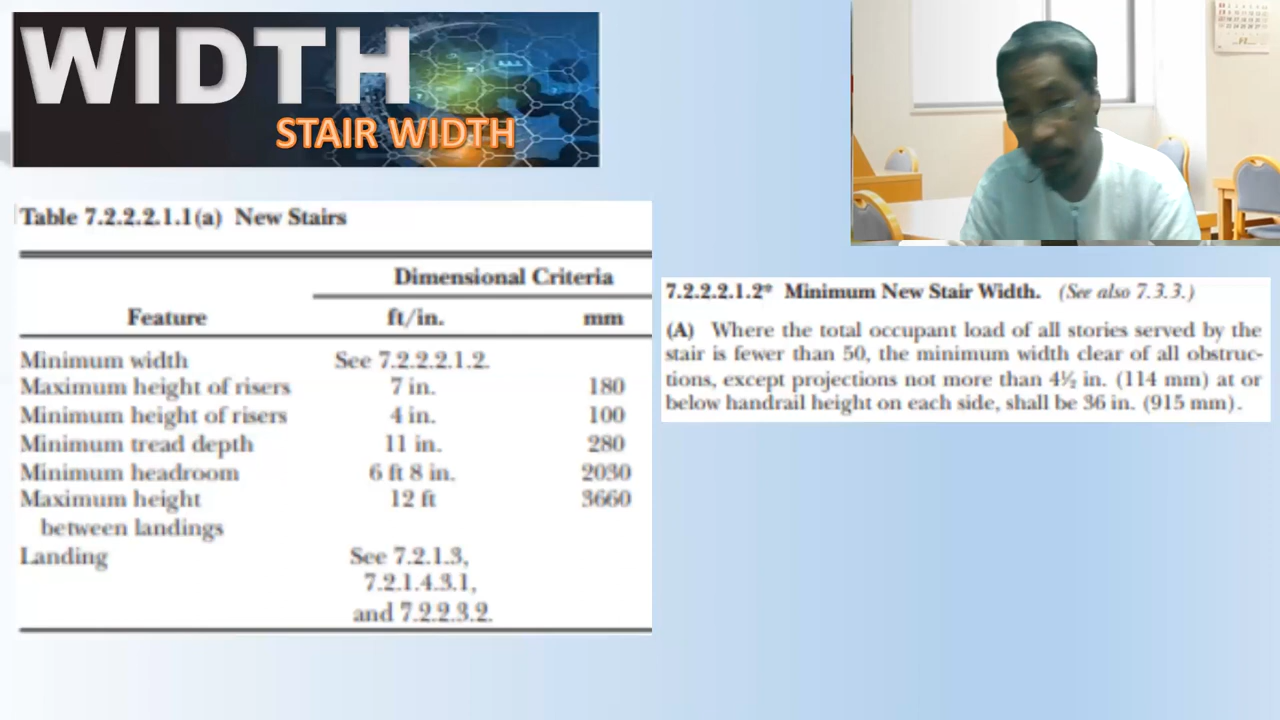 WIDTH
STAIR WIDTH
Table 7.2.2.2.1.1(a) New Stairs
Dimensional Criteria
Feature ft/in. mm
Minimum width See 7.2.2.2.1.2.
Maximum height of risers 7 in. 180
Minimum height of risers 4 in. 100
Minimum tread depth 11 in. 280
Minimum headroom 6 ft 8 in. 2030
Maximum height 12 ft 3660
between landings
Landing See 7.2.1.3,
7.2.1.4.3.1,
and 7.2.2.3.2.
7.2.2.2.1.2* Minimum New Stair Width. (See also 7.3.3.)
(A) Where the total occupant load of all stories served by the
stair is fewer than 50, the minimum width clear of all obstruc-
tions, except projections not more than 4½ in. (114 mm) at or
below handrail height on each side, shall be 36 in. (915 mm).